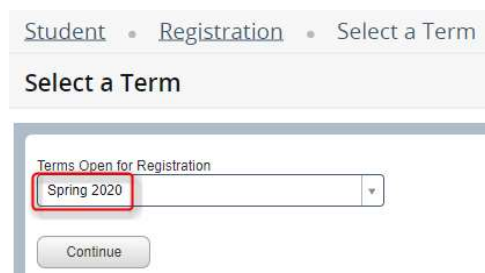 Student • Registration • Select a Term
Select a Term
Terms Open for Registration
Spring 2020
Continue